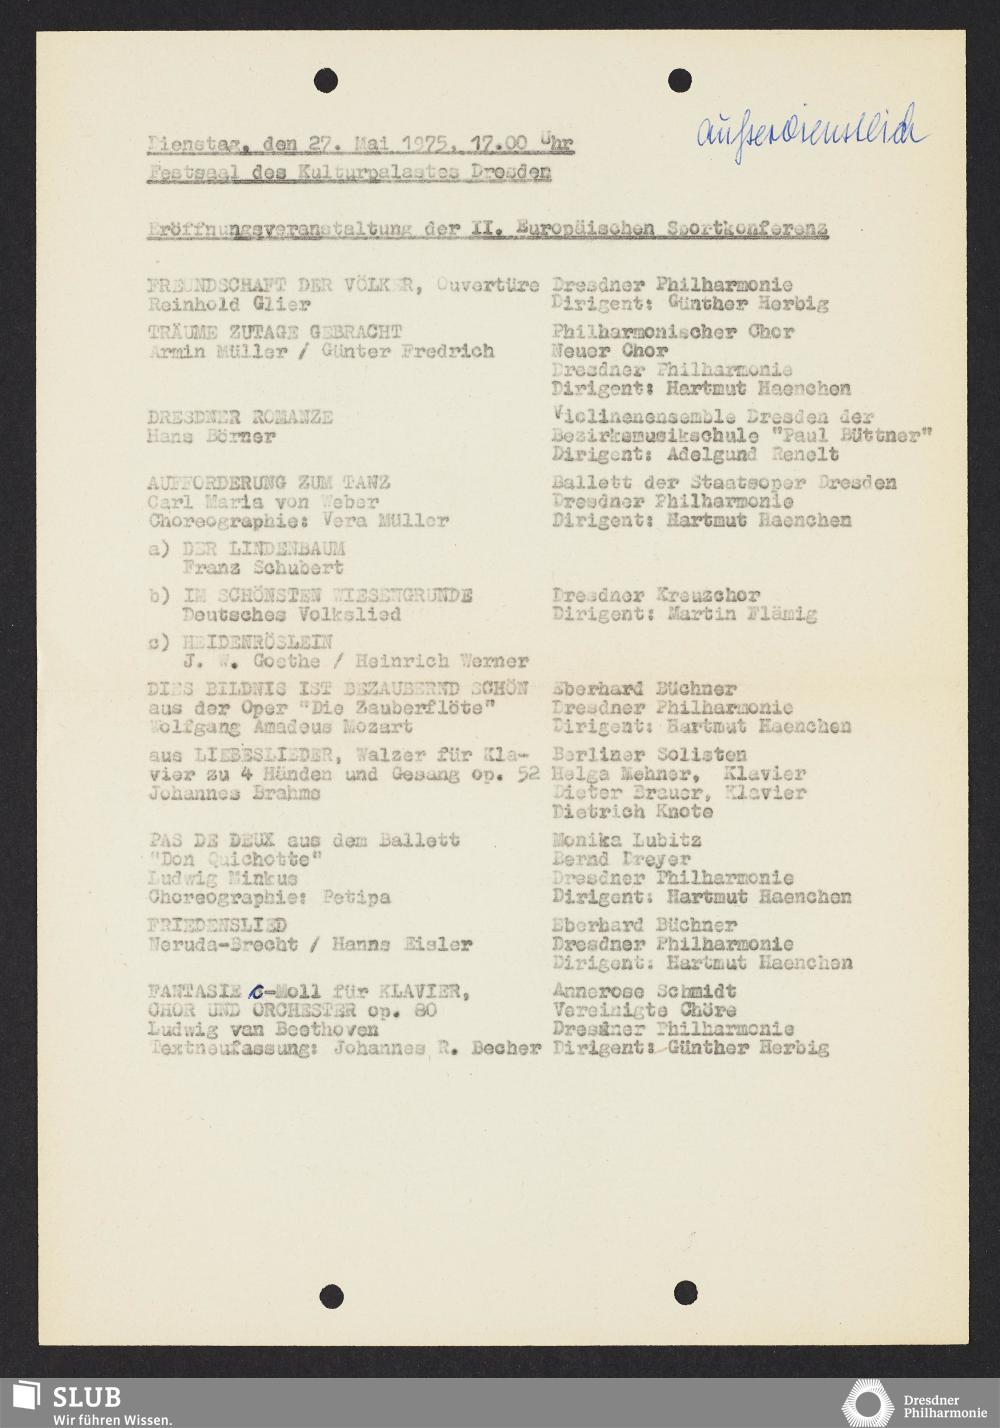 außerdienstlich
Dienstag, den 27. Mai 1975, 17.00 Uhr
Festsaal des Kulturpalastes Dresden
Eröffnungsveranstaltung der II. Europäischen Sportkonferenz
FREUNDSCHAFT DER VÖLKER, Ouvertüre Dresdner Philharmonie
Reinhold Glier Dirigent: Günther Herbig
TRÄUME ZUTAGE GEBRACHT Philharmonischer Chor
Armin Müller / Günter Fredrich Neuer Chor
Dresdner Philharmonie
Dirigent: Hartmut Haenchen
DRESDNER ROMANZE Violinenensemble Dresden der
Hans Börner Bezirksmusikschule "Paul Büttner"
Dirigent: Adelgund Renelt
AUFFORDERUNG ZUM TANZ Ballett der Staatsoper Dresden
Carl Maria von Weber Dresdner Philharmonie
Choreographie: Vera Müller Dirigent: Hartmut Haenchen
a) DER LINDENBAUM
Franz Schubert
b) IM SCHÖNSTEN WIESENGRUNDE Dresdner Kreuzchor
Deutsches Volkslied Dirigent: Martin Flämig
c) HEIDENRÖSLEIN
J. W. Goethe / Heinrich Werner
DIES BILDNIS IST BEZAUBERND SCHÖN Eberhard Büchner
aus der Oper "Die Zauberflöte" Dresdner Philharmonie
Wolfgang Amadeus Mozart Dirigent: Hartmut Haenchen
aus LIEBESLIEDER, Walzer für Kla- Berliner Solisten
vier zu 4 Händen und Gesang op. 52 Helga Mehner, Klavier
Johannes Brahms Dieter Brauer, Klavier
Dietrich Knote
PAS DE DEUX aus dem Ballett Monika Lubitz
"Don Quichotte" Bernd Dreyer
Ludwig Minkus Dresdner Philharmonie
Choreographie: Petipa Dirigent: Hartmut Haenchen
FRIEDENSLIED Eberhard Büchner
Neruda-Brecht / Hanns Eisler Dresdner Philharmonie
Dirigent: Hartmut Haenchen
FANTASIE c-Moll für KLAVIER, Annerose Schmidt
CHOR UND ORCHESTER op. 80 Vereinigte Chöre
Ludwig van Beethoven Dresdner Philharmonie
Textneufassung: Johannes R. Becher Dirigent: Günther Herbig
SLUB
Wir führen Wissen.
Dresdner
Philharmonie